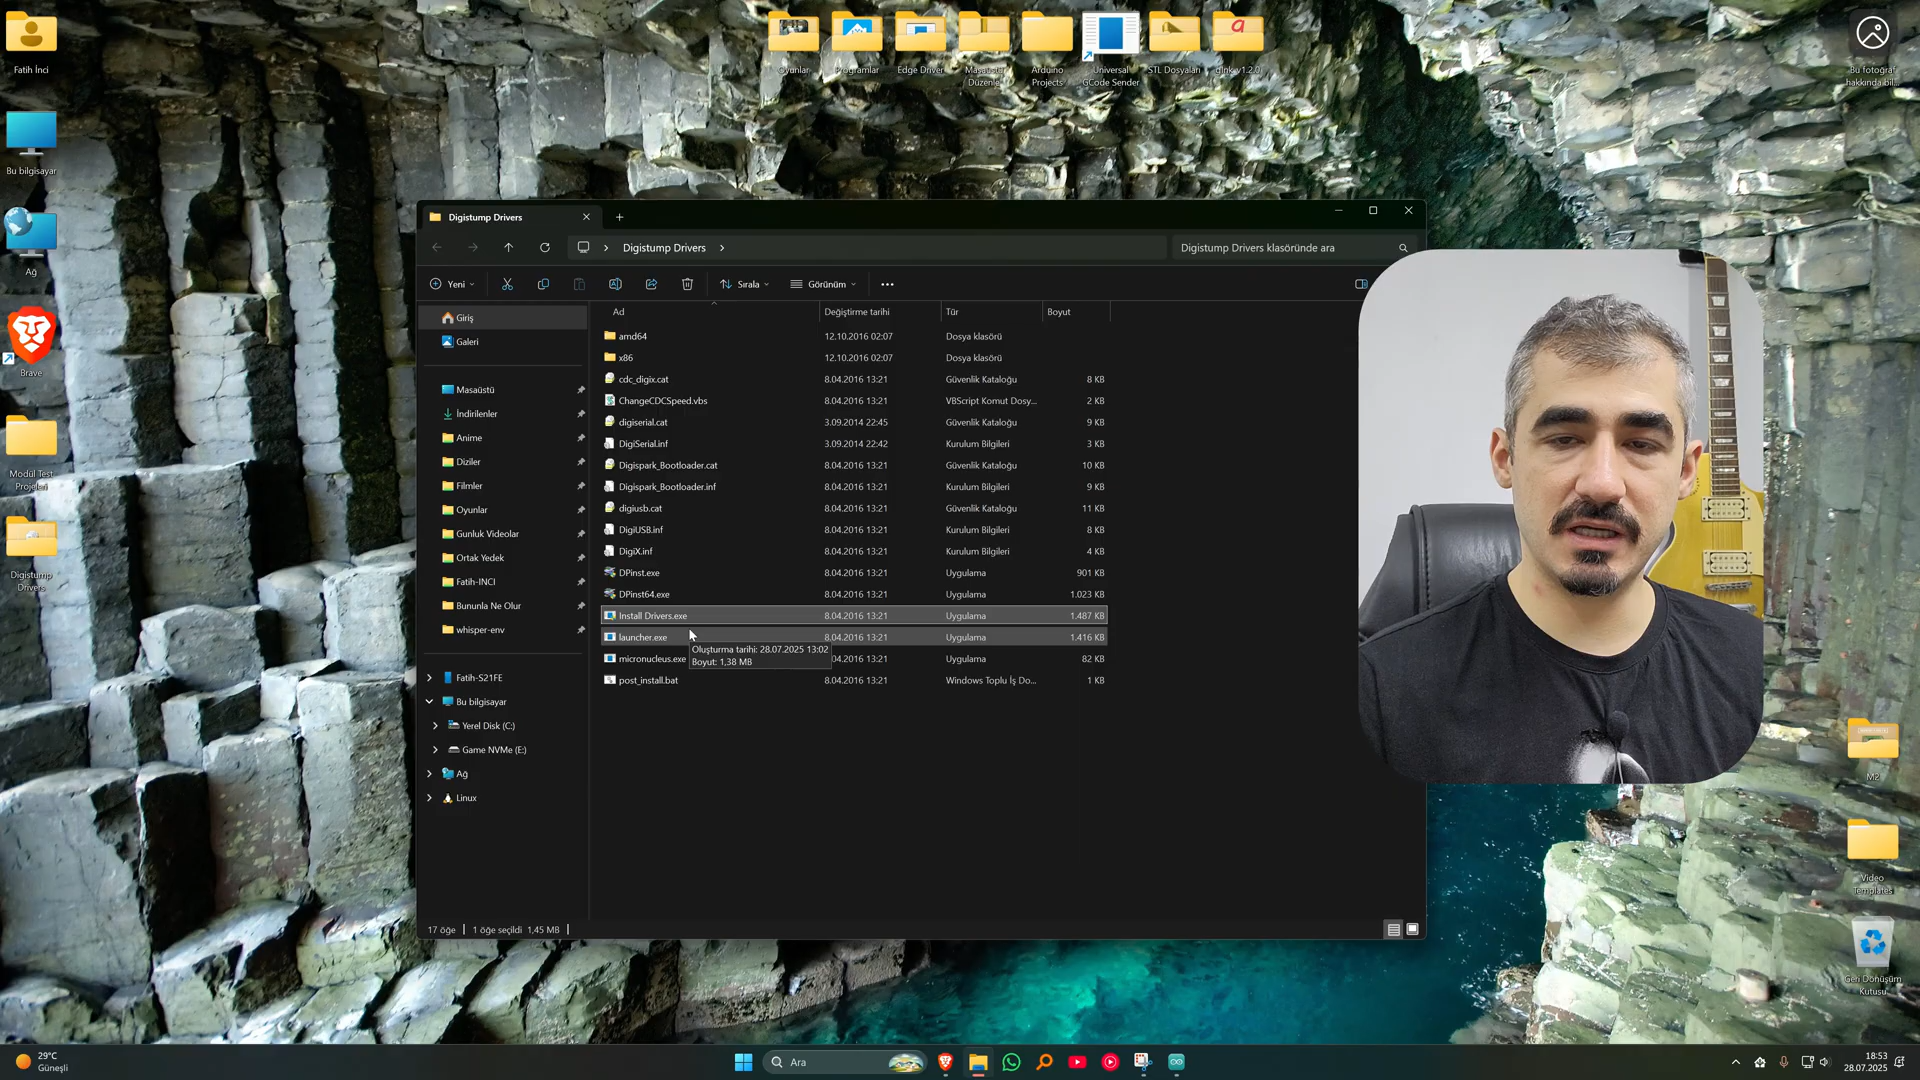 Fatih İnci
Bu bilgisayar
Ağ
Brave
Modül Test
Projeleri
Digistump
Drivers
Oyunlar
Programlar
Edge Driver
Masaüstü
Düzenle
Arduino
Projects
Universal
GCode Sender
STL Dosyaları
dlnk-v1.2.0
Bu fotoğraf
hakkında bil...
Digistump Drivers
Digistump Drivers
Digistump Drivers klasöründe ara
Yeni
Sırala
Görünüm
Ad Değiştirme tarihi Tür Boyut
amd64 12.10.2016 02:07 Dosya klasörü
x86 12.10.2016 02:07 Dosya klasörü
cdc_digix.cat 8.04.2016 13:21 Güvenlik Kataloğu 8 KB
ChangeCDCSpeed.vbs 8.04.2016 13:21 VBScript Komut Dosy... 2 KB
digiserial.cat 3.09.2014 22:45 Güvenlik Kataloğu 9 KB
DigiSerial.inf 3.09.2014 22:42 Kurulum Bilgileri 3 KB
Digispark_Bootloader.cat 8.04.2016 13:21 Güvenlik Kataloğu 10 KB
Digispark_Bootloader.inf 8.04.2016 13:21 Kurulum Bilgileri 9 KB
digiusb.cat 8.04.2016 13:21 Güvenlik Kataloğu 11 KB
DigiUSB.inf 8.04.2016 13:21 Kurulum Bilgileri 8 KB
DigiX.inf 8.04.2016 13:21 Kurulum Bilgileri 4 KB
DPinst.exe 8.04.2016 13:21 Uygulama 901 KB
DPinst64.exe 8.04.2016 13:21 Uygulama 1.023 KB
Install Drivers.exe 8.04.2016 13:21 Uygulama 1.487 KB
launcher.exe 8.04.2016 13:21 Uygulama 1.416 KB
micronucleus.exe 04.2016 13:21 Uygulama 82 KB
post_install.bat 8.04.2016 13:21 Windows Toplu İş Do... 1 KB
Oluşturma tarihi: 28.07.2025 13:02
Boyut: 1,38 MB
Giriş
Galeri
Masaüstü
İndirilenler
Anime
Diziler
Filmler
Oyunlar
Gunluk Videolar
Ortak Yedek
Fatih-INCI
Bununla Ne Olur
whisper-env
Fatih-S21FE
Bu bilgisayar
Yerel Disk (C:)
Game NVMe (E:)
Ağ
Linux
17 öğe 1 öğe seçildi 1,45 MB
M2
Video
Templates
Geri Dönüşüm
Kutusu
29°C
Güneşli
Ara
18:53
28.07.2025